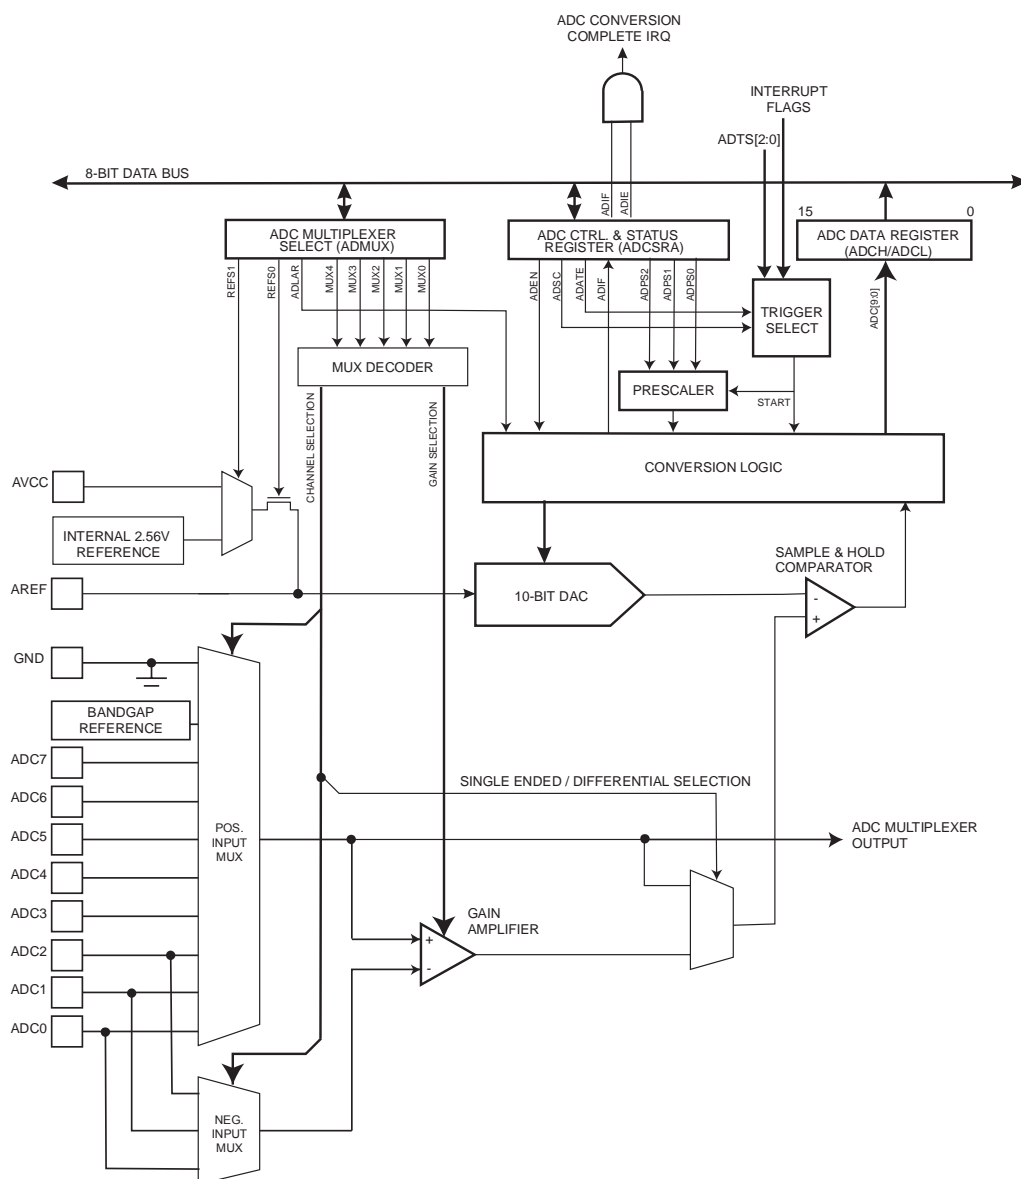 ADC CONVERSION
COMPLETE IRQ
INTERRUPT
FLAGS
ADTS[2:0]
8-BIT DATA BUS
ADIF
ADIE
15
0
ADC MULTIPLEXER
SELECT (ADMUX)
ADC CTRL. & STATUS
REGISTER (ADCSRA)
ADC DATA REGISTER
(ADCH/ADCL)
REFS1
REFS0
ADLAR
MUX4
MUX3
MUX2
MUX1
MUX0
ADEN
ADSC
ADATE
ADIF
ADPS2
ADPS1
ADPS0
ADC[9:0]
TRIGGER
SELECT
MUX DECODER
PRESCALER
START
CHANNEL SELECTION
GAIN SELECTION
CONVERSION LOGIC
AVCC
INTERNAL 2.56V
REFERENCE
SAMPLE & HOLD
COMPARATOR
AREF
10-BIT DAC
-
+
GND
BANDGAP
REFERENCE
ADC7
SINGLE ENDED / DIFFERENTIAL SELECTION
ADC6
ADC5
POS.
INPUT
MUX
ADC MULTIPLEXER
OUTPUT
ADC4
ADC3
GAIN
AMPLIFIER
+
-
ADC2
ADC1
ADC0
NEG.
INPUT
MUX